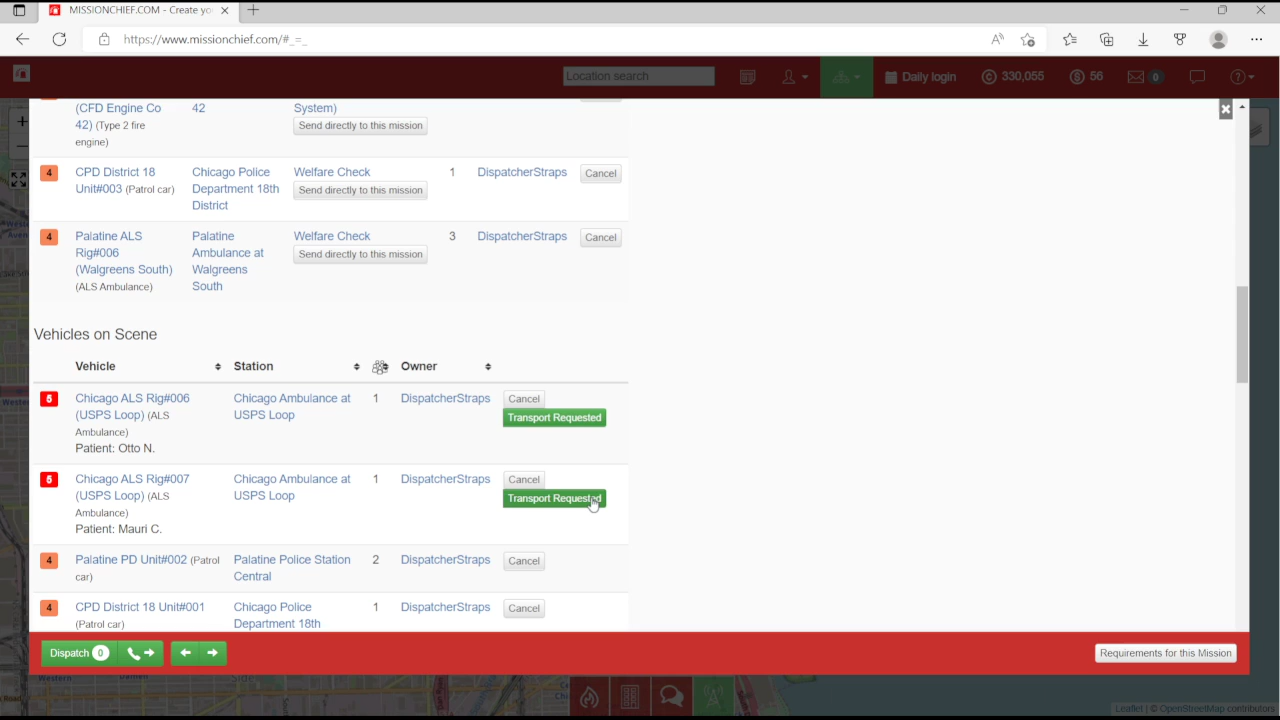 MISSIONCHIEF.COM - Create yo
https://www.missionchief.com/#_=_
Location search
Daily login
330,055
56
0
(CFD Engine Co
42) (Type 2 fire
engine)
42
System)
Send directly to this mission
4
CPD District 18
Unit#003 (Patrol car)
Chicago Police
Department 18th
District
Welfare Check
Send directly to this mission
1
DispatcherStraps
Cancel
4
Palatine ALS
Rig#006
(Walgreens South)
(ALS Ambulance)
Palatine
Ambulance at
Walgreens
South
Welfare Check
Send directly to this mission
3
DispatcherStraps
Cancel
Vehicles on Scene
Vehicle
Station
Owner
5
Chicago ALS Rig#006
(USPS Loop) (ALS
Ambulance)
Patient: Otto N.
Chicago Ambulance at
USPS Loop
1
DispatcherStraps
Cancel
Transport Requested
5
Chicago ALS Rig#007
(USPS Loop) (ALS
Ambulance)
Patient: Mauri C.
Chicago Ambulance at
USPS Loop
1
DispatcherStraps
Cancel
Transport Requested
4
Palatine PD Unit#002 (Patrol
car)
Palatine Police Station
Central
2
DispatcherStraps
Cancel
4
CPD District 18 Unit#001
(Patrol car)
Chicago Police
Department 18th
1
DispatcherStraps
Cancel
Dispatch 0
Requirements for this Mission
Western
Leaflet | © OpenStreetMap contributors